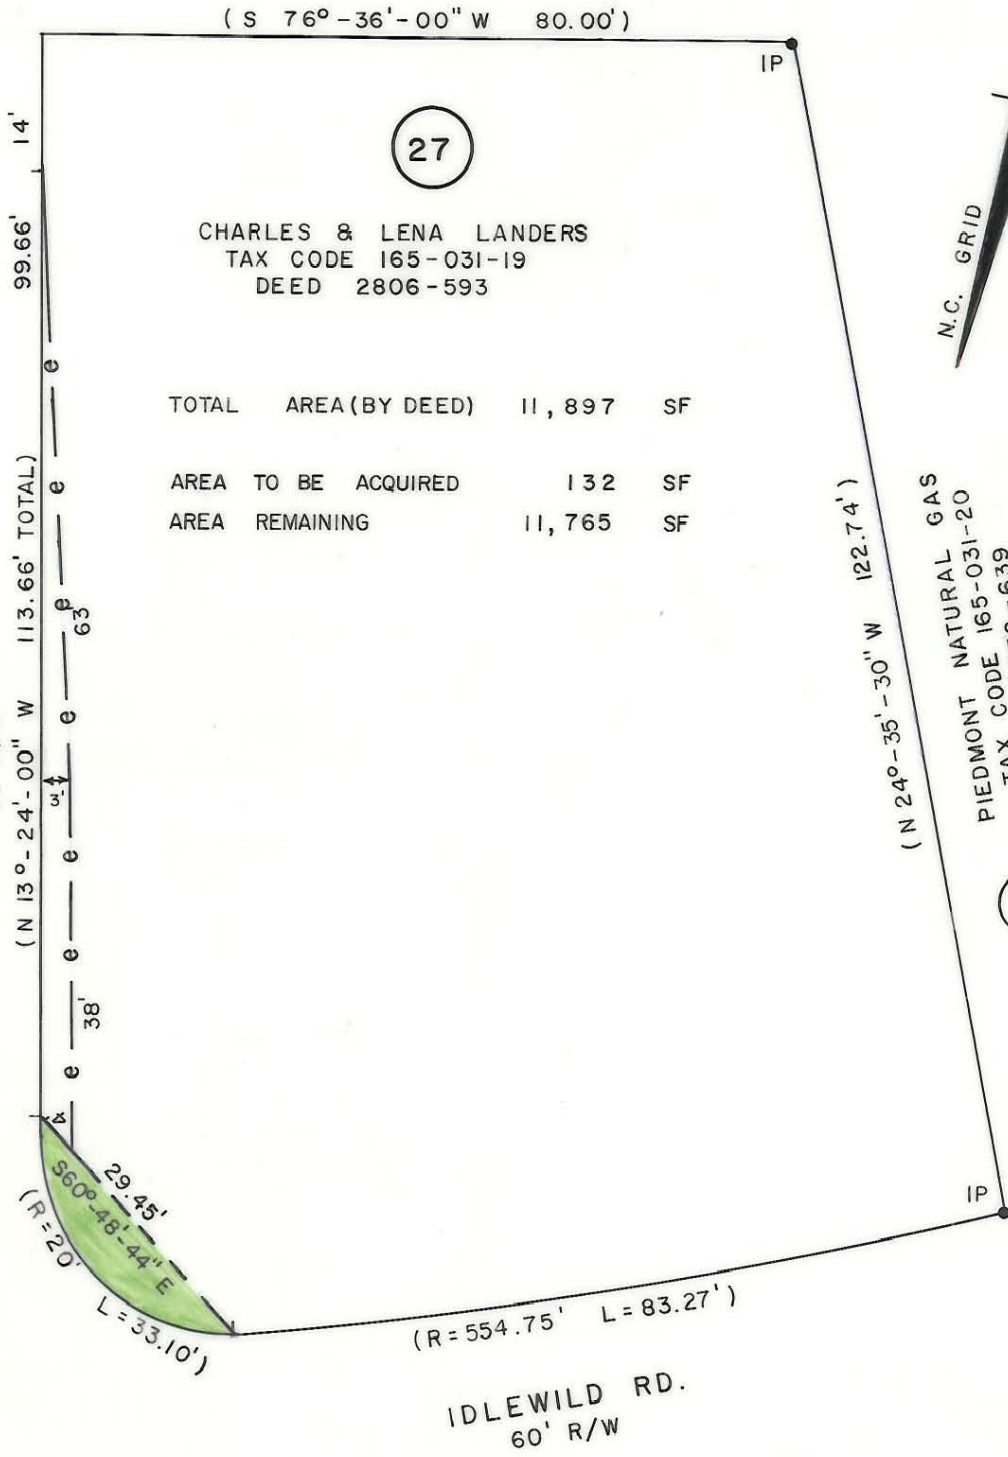 ( S 76° - 36' - 00" W 80.00' )
IP
14'
27
99.66'
CHARLES & LENA LANDERS
TAX CODE 165-031-19
DEED 2806-593
N.C. GRID
TOTAL AREA (BY DEED) 11,897 SF
AREA TO BE ACQUIRED 132 SF
AREA REMAINING 11,765 SF
( N 13° - 24' - 00" W 113.66' TOTAL)
e
e
e
63'
e
3'
e
e
38'
e
4'
( N 24° - 35' - 30" W 122.74' )
PIEDMONT NATURAL GAS
TAX CODE 165-031-20
-639
IP
29.45'
S60°-48'-44" E
(R=20'
L=33.10')
(R=554.75' L=83.27')
IDLEWILD RD.
60' R/W